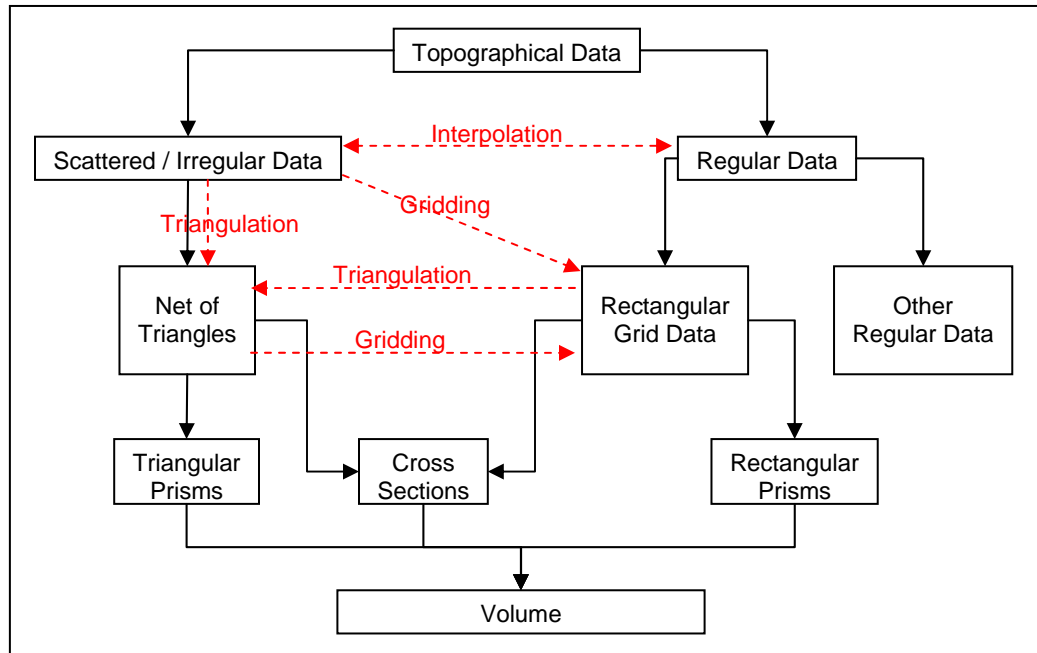 Topographical Data
Interpolation
Scattered / Irregular Data
Regular Data
Gridding
Triangulation
Triangulation
Net of
Triangles
Rectangular
Grid Data
Other
Regular Data
Gridding
Triangular
Prisms
Cross
Sections
Rectangular
Prisms
Volume